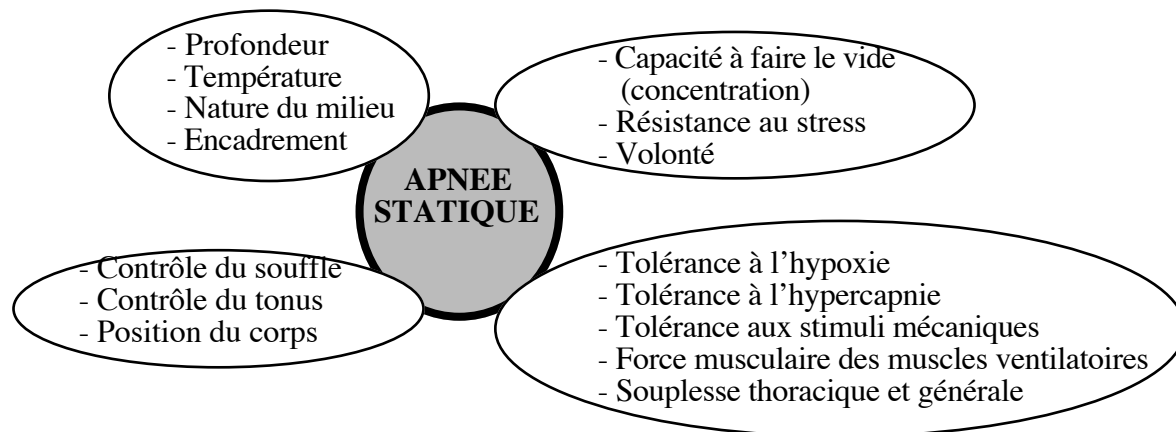 - Profondeur
- Température
- Nature du milieu
- Encadrement
- Capacité à faire le vide
(concentration)
- Résistance au stress
- Volonté
APNEE
STATIQUE
- Contrôle du souffle
- Contrôle du tonus
- Position du corps
- Tolérance à l’hypoxie
- Tolérance à l’hypercapnie
- Tolérance aux stimuli mécaniques
- Force musculaire des muscles ventilatoires
- Souplesse thoracique et générale